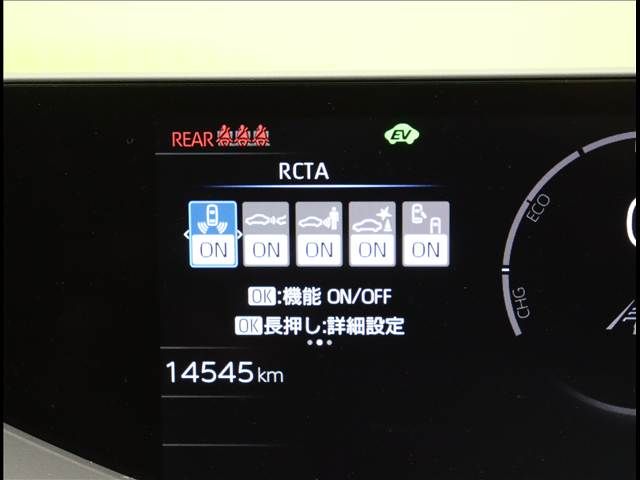 REAR
EV
RCTA
ON ON ON ON ON
OK:機能 ON/OFF
OK長押し:詳細設定
14545km
ECO
CHG